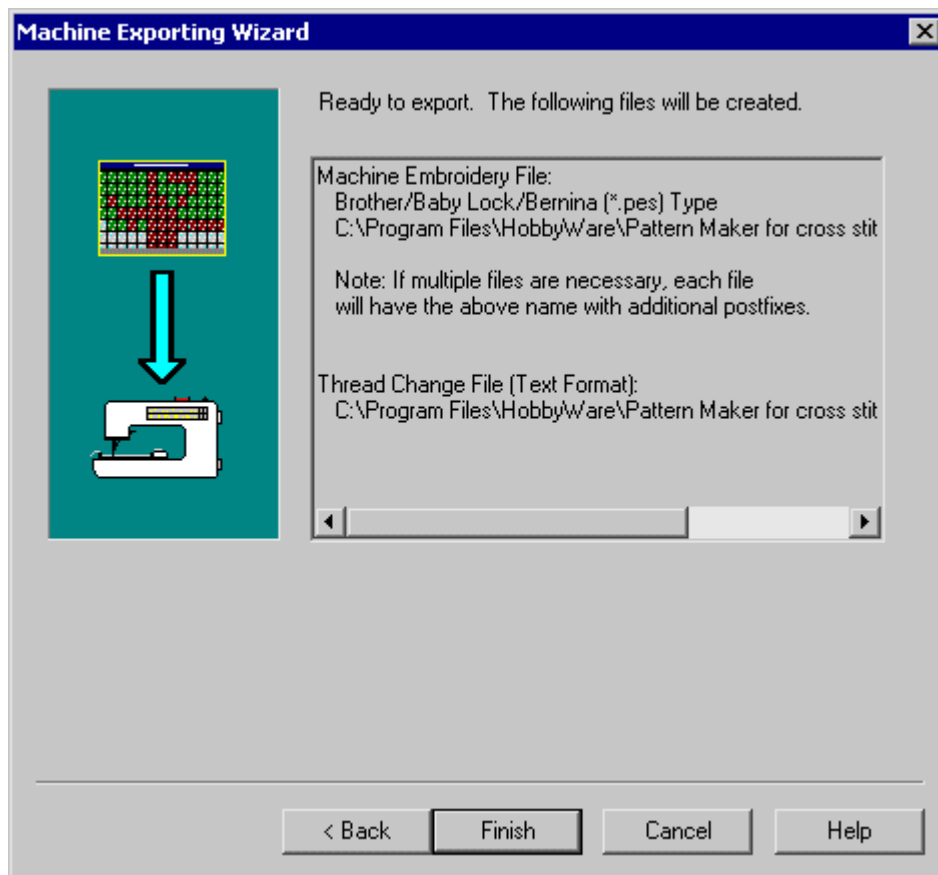 Machine Exporting Wizard
Ready to export. The following files will be created.
Machine Embroidery File:
Brother/Baby Lock/Bernina (*.pes) Type
C:\Program Files\HobbyWare\Pattern Maker for cross stit
Note: If multiple files are necessary, each file
will have the above name with additional postfixes.
Thread Change File (Text Format):
C:\Program Files\HobbyWare\Pattern Maker for cross stit
< Back
Finish
Cancel
Help